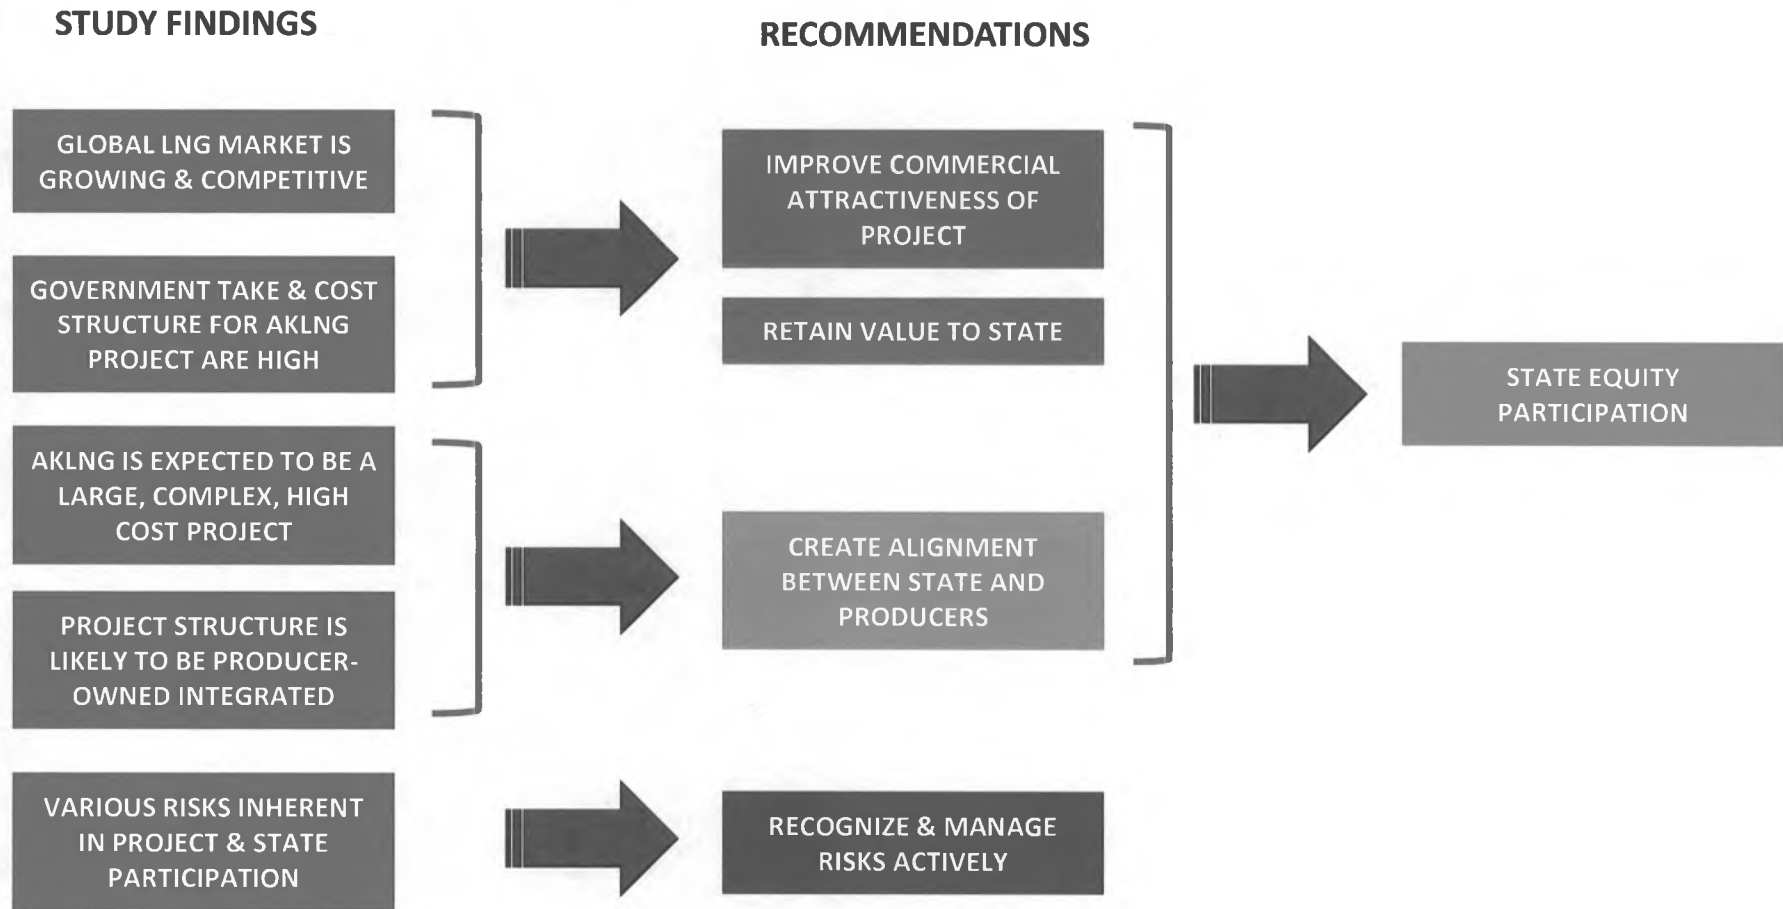 STUDY FINDINGS
RECOMMENDATIONS
GLOBAL LNG MARKET IS
GROWING & COMPETITIVE
GOVERNMENT TAKE & COST
STRUCTURE FOR AKLNG
PROJECT ARE HIGH
AKLNG IS EXPECTED TO BE A
LARGE, COMPLEX, HIGH
COST PROJECT
PROJECT STRUCTURE IS
LIKELY TO BE PRODUCER-
OWNED INTEGRATED
VARIOUS RISKS INHERENT
IN PROJECT & STATE
PARTICIPATION
IMPROVE COMMERCIAL
ATTRACTIVENESS OF
PROJECT
RETAIN VALUE TO STATE
CREATE ALIGNMENT
BETWEEN STATE AND
PRODUCERS
RECOGNIZE & MANAGE
RISKS ACTIVELY
STATE EQUITY
PARTICIPATION